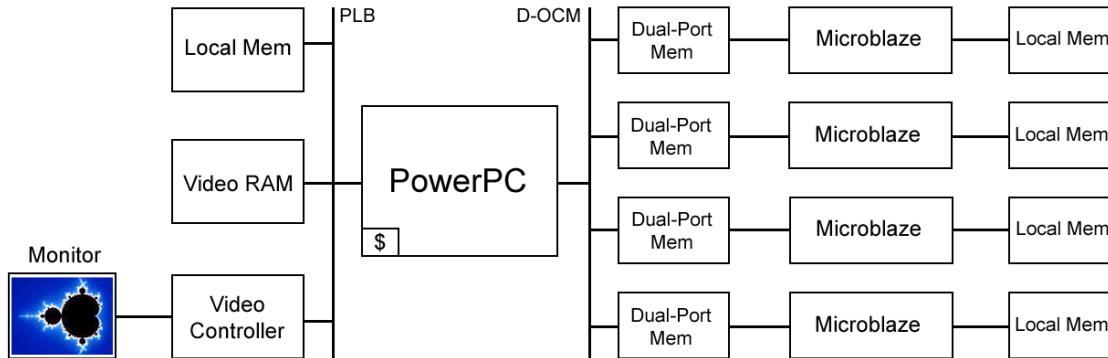 PLB
D-OCM
Local Mem
Dual-Port
Mem
Microblaze
Local Mem
Dual-Port
Mem
Microblaze
Local Mem
Video RAM
PowerPC
$
Dual-Port
Mem
Microblaze
Local Mem
Monitor
Video
Controller
Dual-Port
Mem
Microblaze
Local Mem